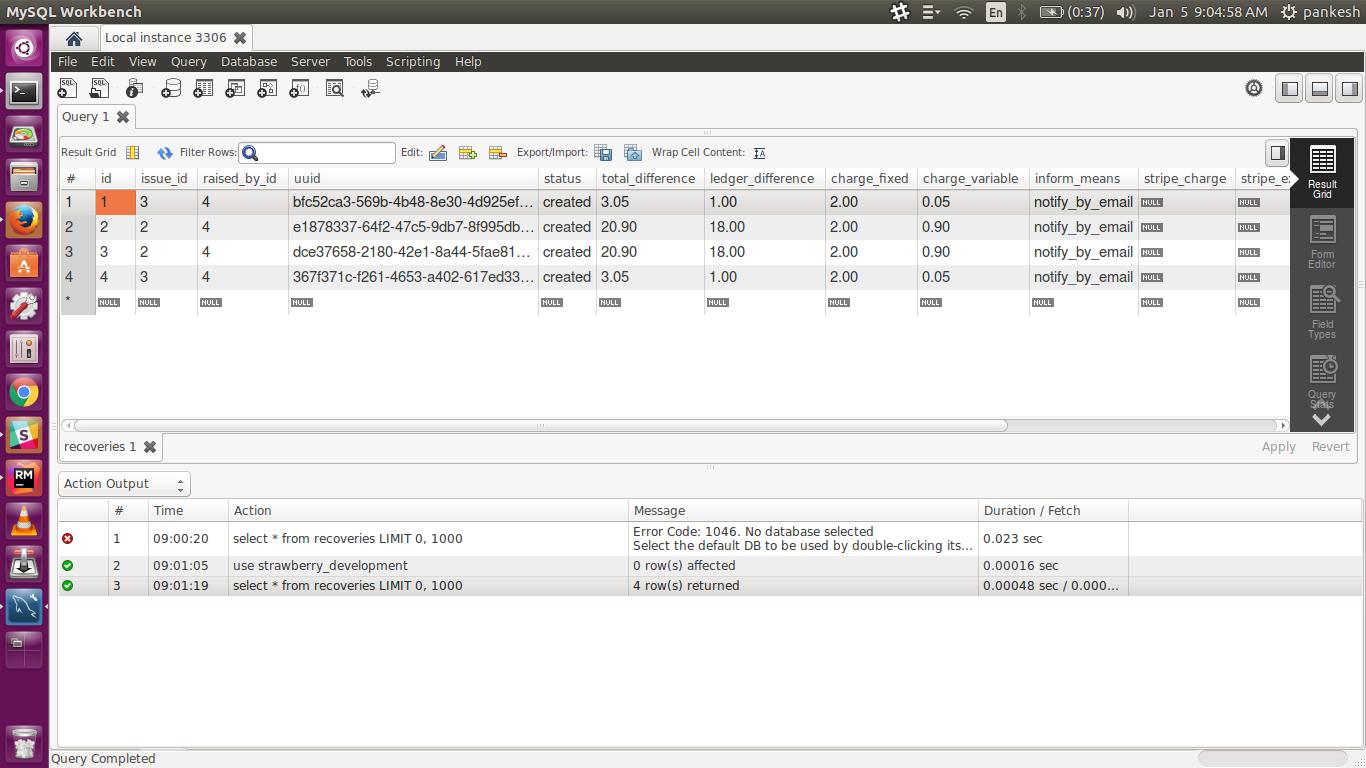 MySQL Workbench En (0:37) Jan 5 9:04:58 AM pankesh
Local instance 3306
File Edit View Query Database Server Tools Scripting Help
Query 1
Result Grid Filter Rows: Edit: Export/Import: Wrap Cell Content:
# id issue_id raised_by_id uuid status total_difference ledger_difference charge_fixed charge_variable inform_means stripe_charge stripe_e
1 1 3 4 bfc52ca3-569b-4b48-8e30-4d925ef... created 3.05 1.00 2.00 0.05 notify_by_email NULL NULL
2 2 2 4 e1878337-64f2-47c5-9db7-8f995db... created 20.90 18.00 2.00 0.90 notify_by_email NULL NULL
3 3 2 4 dce37658-2180-42e1-8a44-5fae81... created 20.90 18.00 2.00 0.90 notify_by_email NULL NULL
4 4 3 4 367f371c-f261-4653-a402-617ed33... created 3.05 1.00 2.00 0.05 notify_by_email NULL NULL
* NULL NULL NULL NULL NULL NULL NULL NULL NULL NULL NULL NULL
Result
Grid
Form
Editor
Field
Types
Query
Stats
recoveries 1 Apply Revert
Action Output
# Time Action Message Duration / Fetch
1 09:00:20 select * from recoveries LIMIT 0, 1000 Error Code: 1046. No database selected 0.023 sec
Select the default DB to be used by double-clicking its...
2 09:01:05 use strawberry_development 0 row(s) affected 0.00016 sec
3 09:01:19 select * from recoveries LIMIT 0, 1000 4 row(s) returned 0.00048 sec / 0.000...
Query Completed